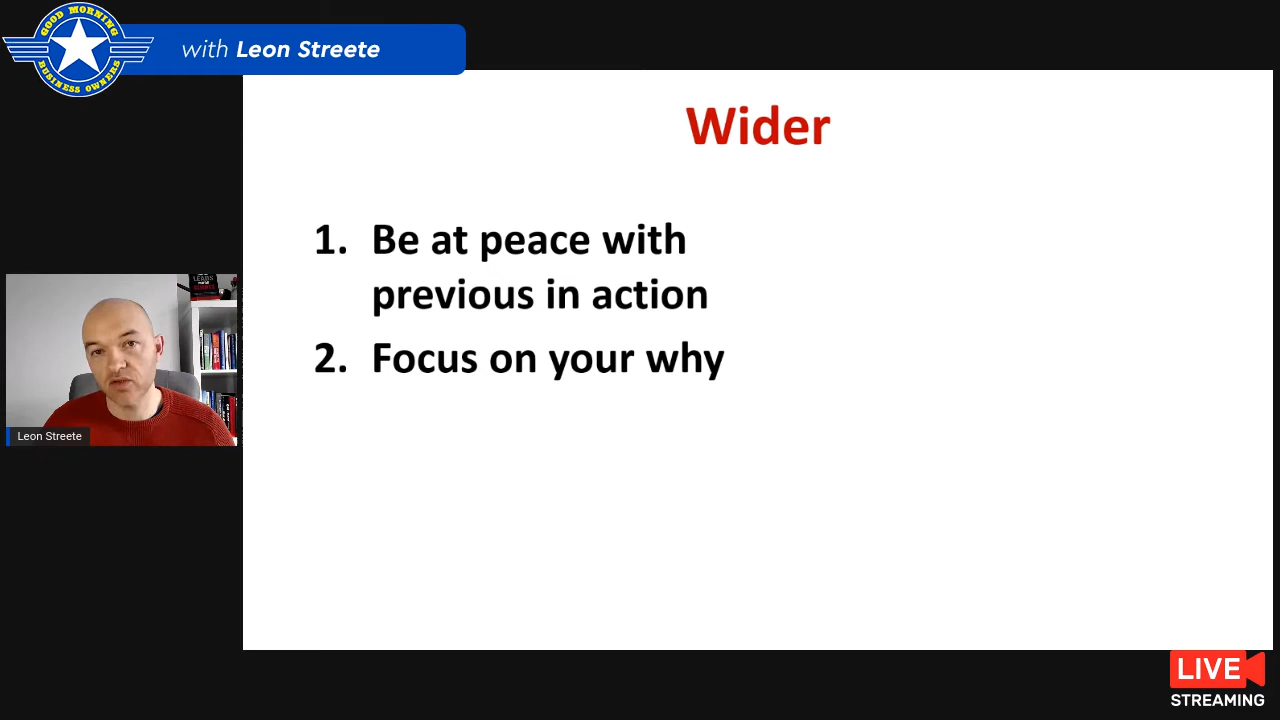 GOOD MORNING
BUSINESS OWNERS
with Leon Streete
Wider
1. Be at peace with
previous in action
2. Focus on your why
Leon Streete
LIVE
STREAMING